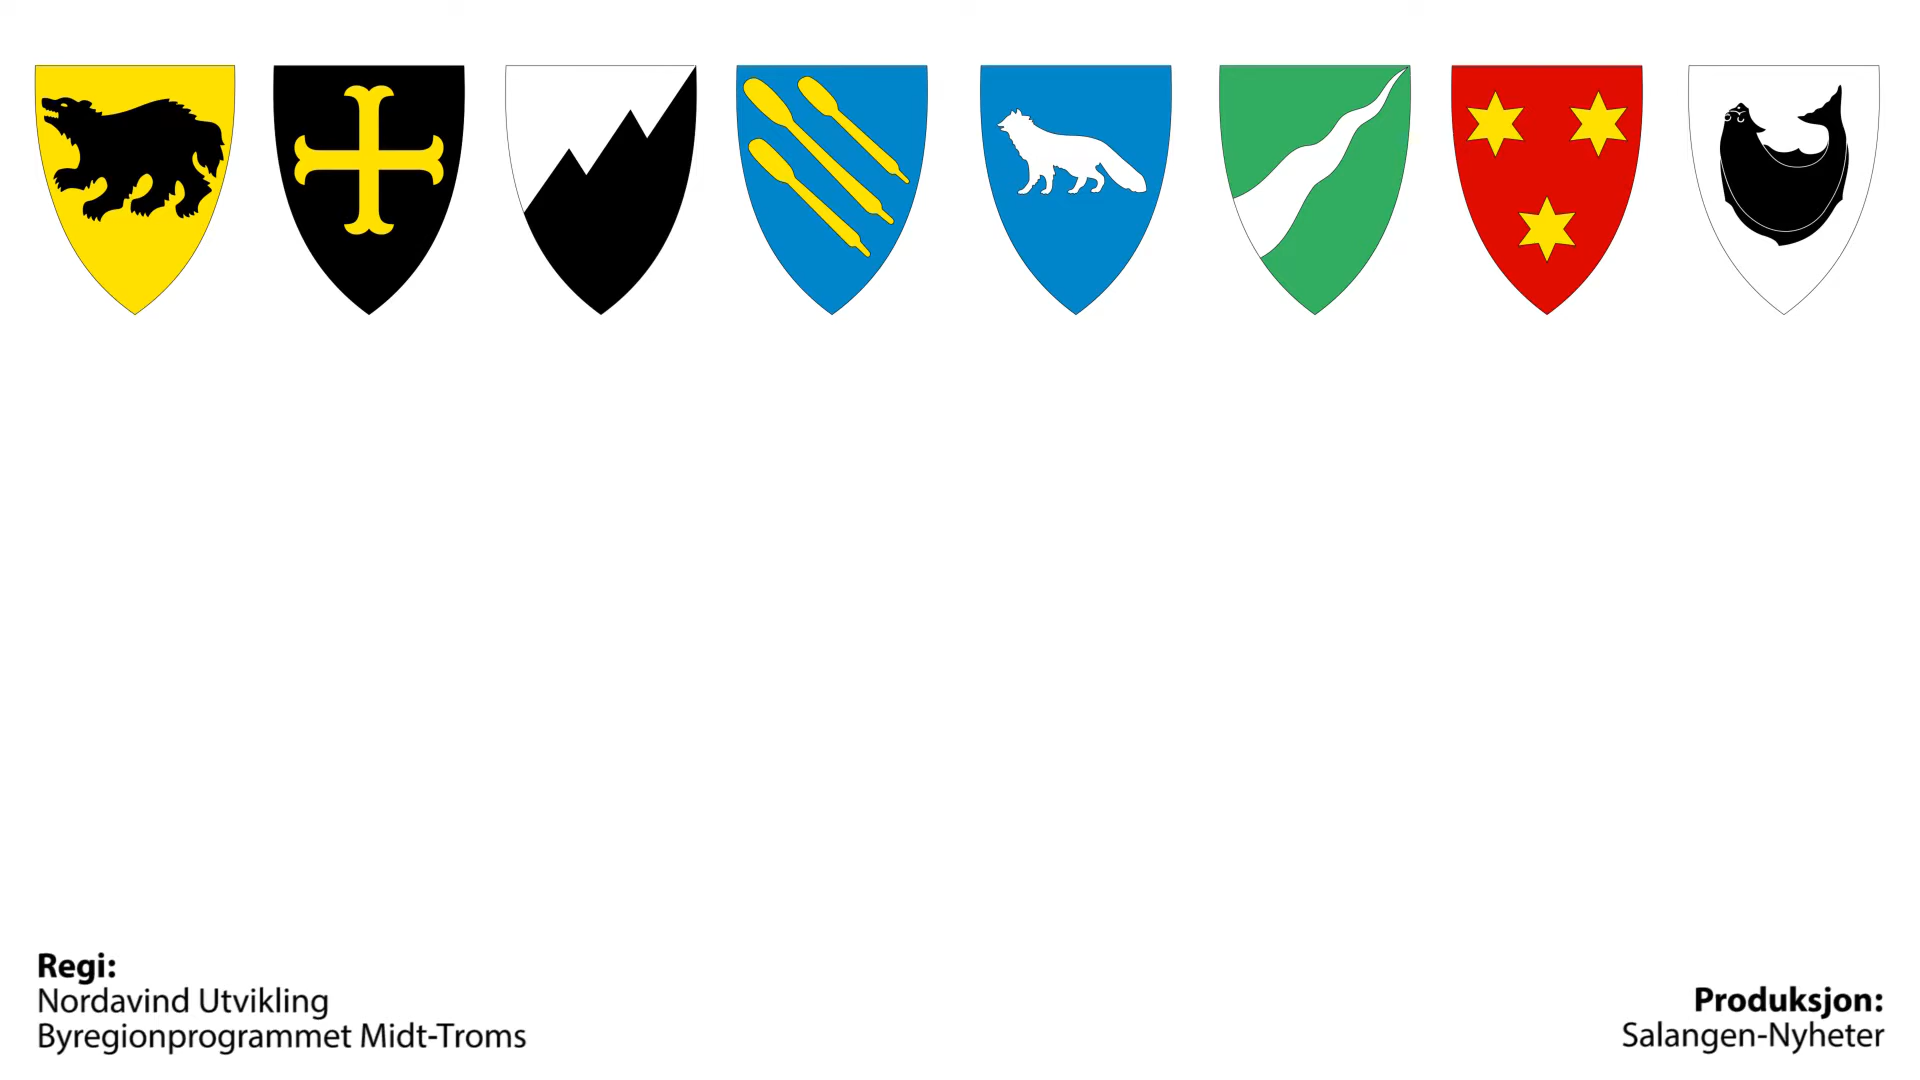 Regi:
Nordavind Utvikling
Byregionprogrammet Midt-Troms
Produksjon:
Salangen-Nyheter